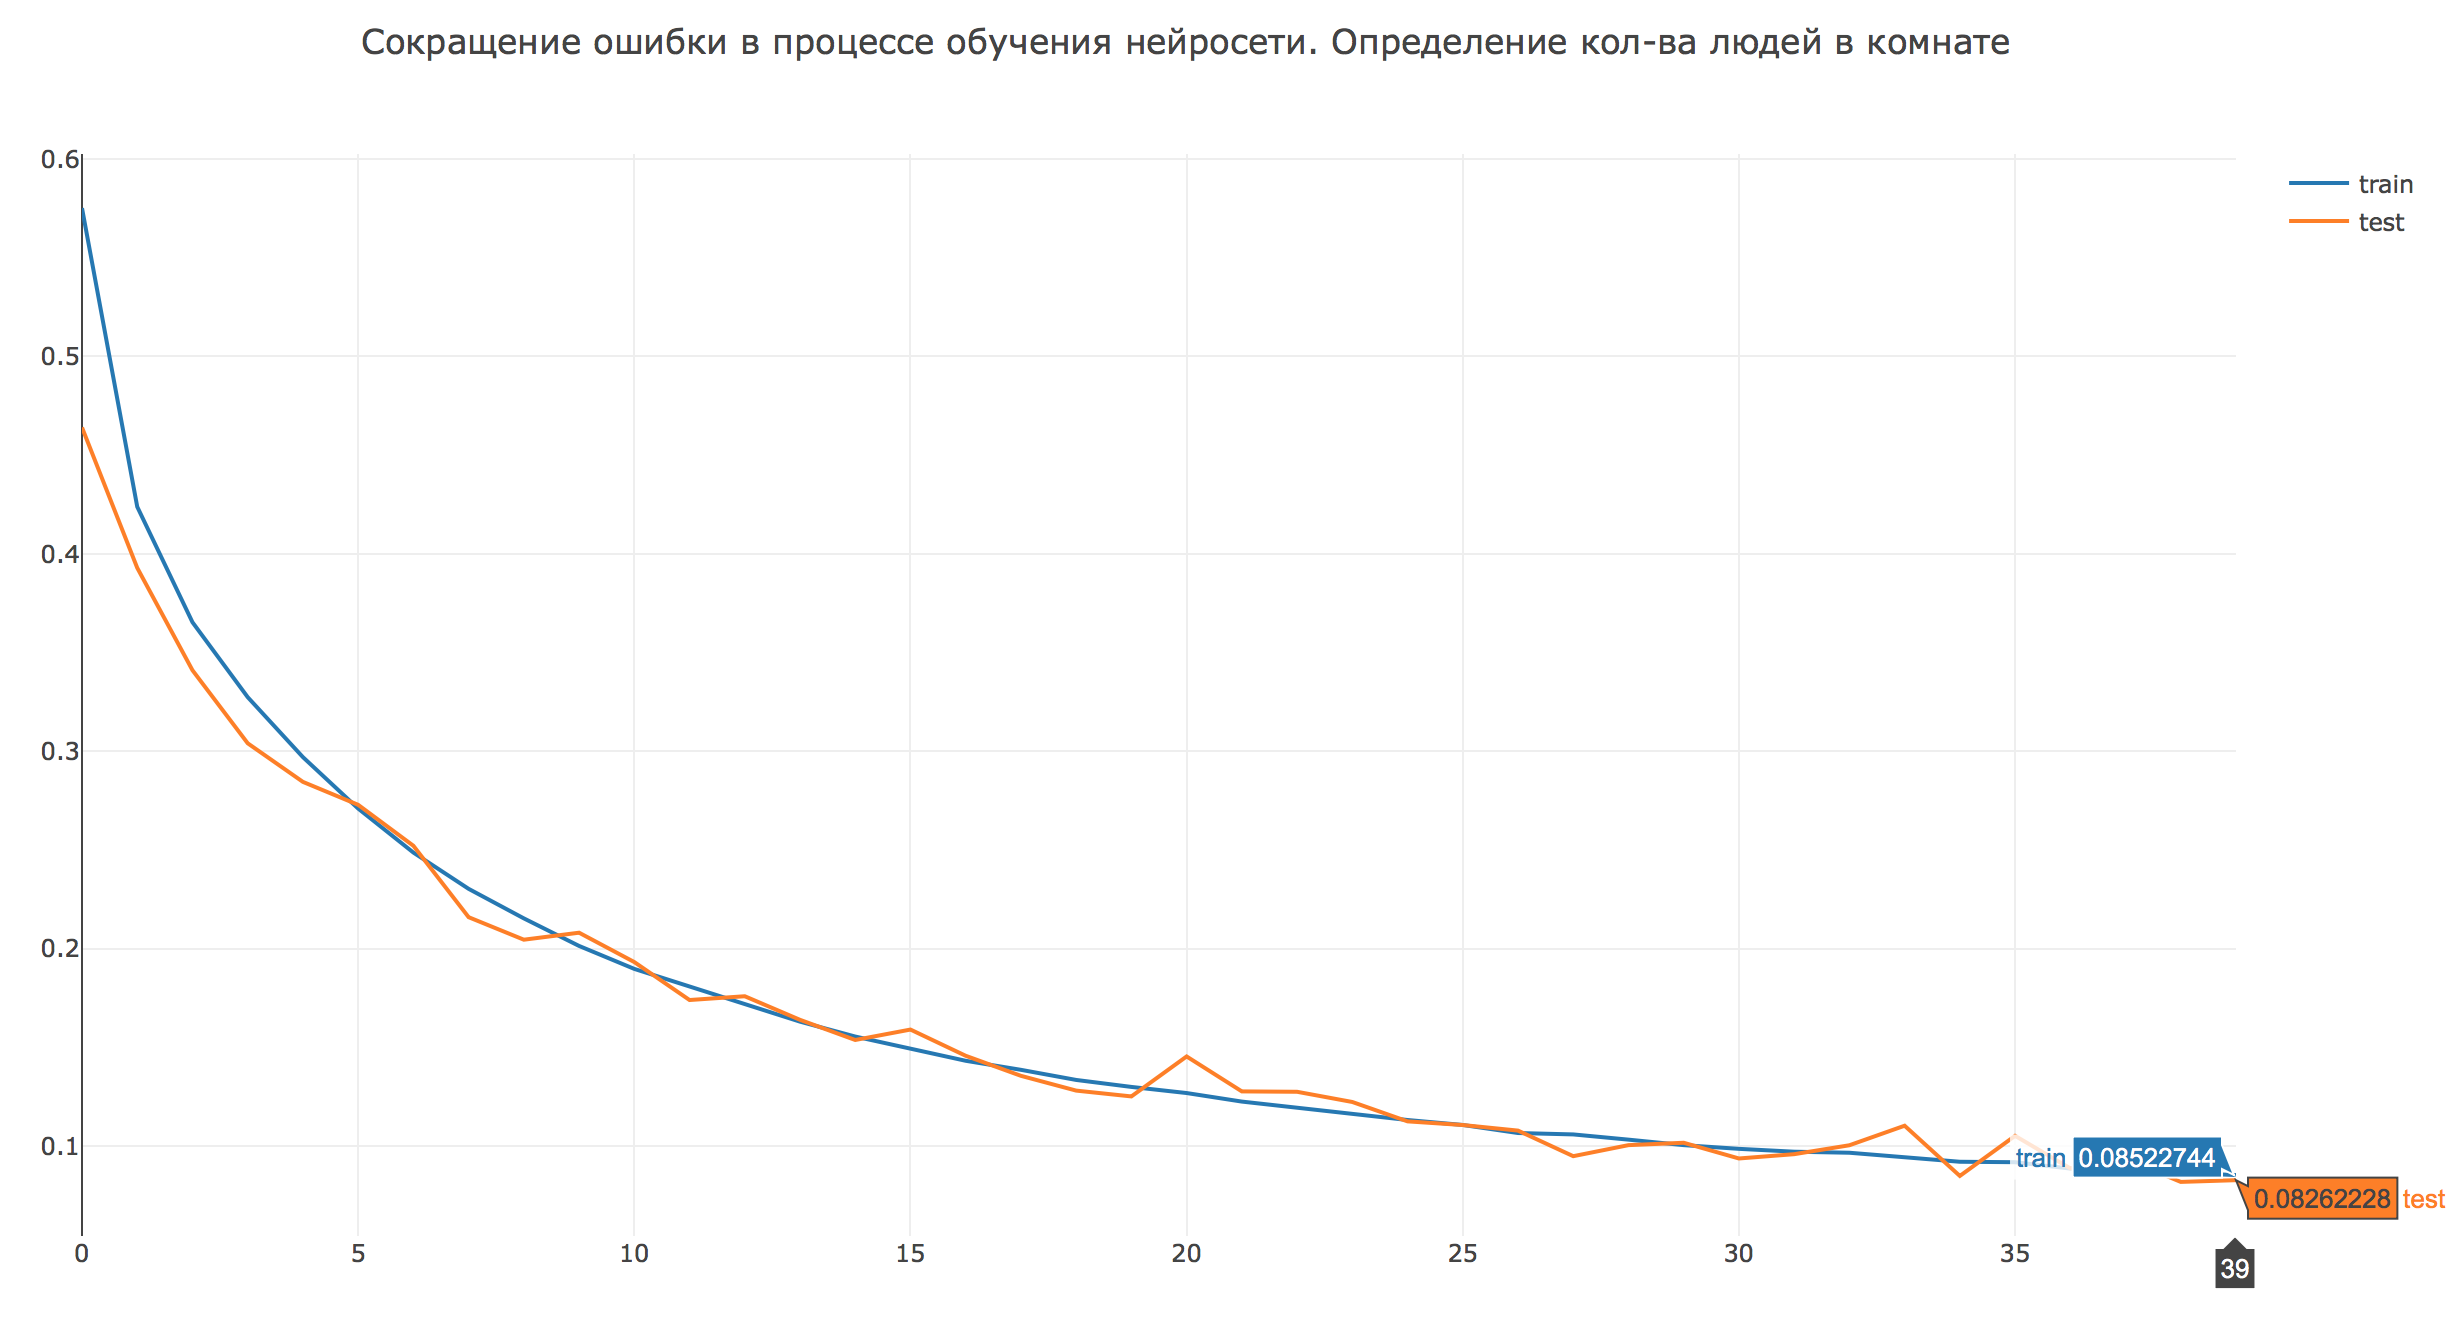 Сокращение ошибки в процессе обучения нейросети. Определение кол-ва людей в комнате
0.6
0.5
0.4
0.3
0.2
0.1
train
test
train 0.08522744
0.08262228 test
0 5 10 15 20 25 30 35
39